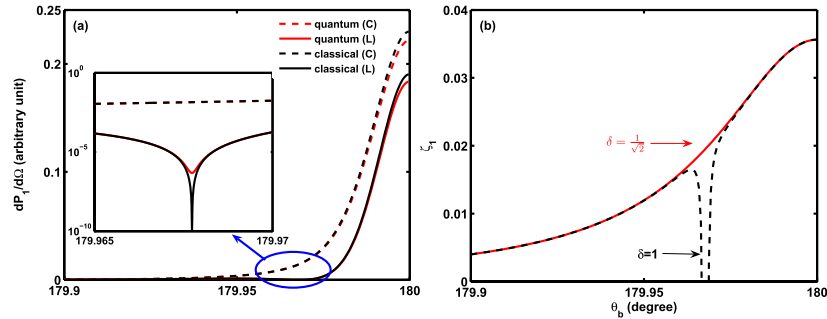 (a)
quantum (C)
quantum (L)
classical (C)
classical (L)
0.25
0.2
0.1
0
dP1/dΩ (arbitrary unit)
10^0
10^-5
10^-10
179.965
179.97
179.9
179.95
180
(b)
0.04
0.03
0.02
0.01
0
ζ1
δ = 1/√2
δ=1
179.9
179.95
180
θb (degree)